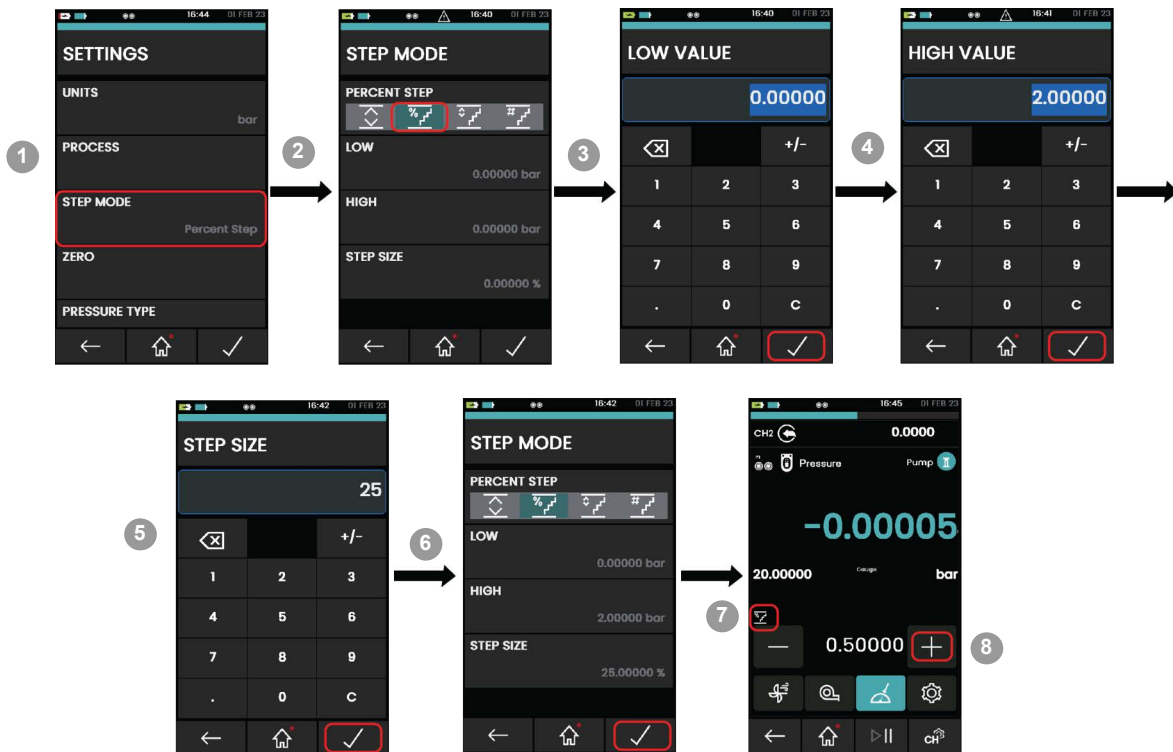 16:44 01 FEB 23
SETTINGS
UNITS
bar
PROCESS
STEP MODE
Percent Step
ZERO
PRESSURE TYPE
1
2
16:40 01 FEB 23
STEP MODE
PERCENT STEP
% #
LOW
0.00000 bar
HIGH
0.00000 bar
STEP SIZE
0.00000 %
3
16:40 01 FEB 23
LOW VALUE
0.00000
+/-
1 2 3
4 5 6
7 8 9
. 0 C
4
16:41 01 FEB 23
HIGH VALUE
2.00000
+/-
1 2 3
4 5 6
7 8 9
. 0 C
5
16:42 01 FEB 23
STEP SIZE
25
+/-
1 2 3
4 5 6
7 8 9
. 0 C
6
16:42 01 FEB 23
STEP MODE
PERCENT STEP
% #
LOW
0.00000 bar
HIGH
2.00000 bar
STEP SIZE
25.00000 %
16:45 01 FEB 23
CH2 0.0000
Pressure Pump
-0.00005
20.00000 Gauge bar
7
0.50000
8
CH